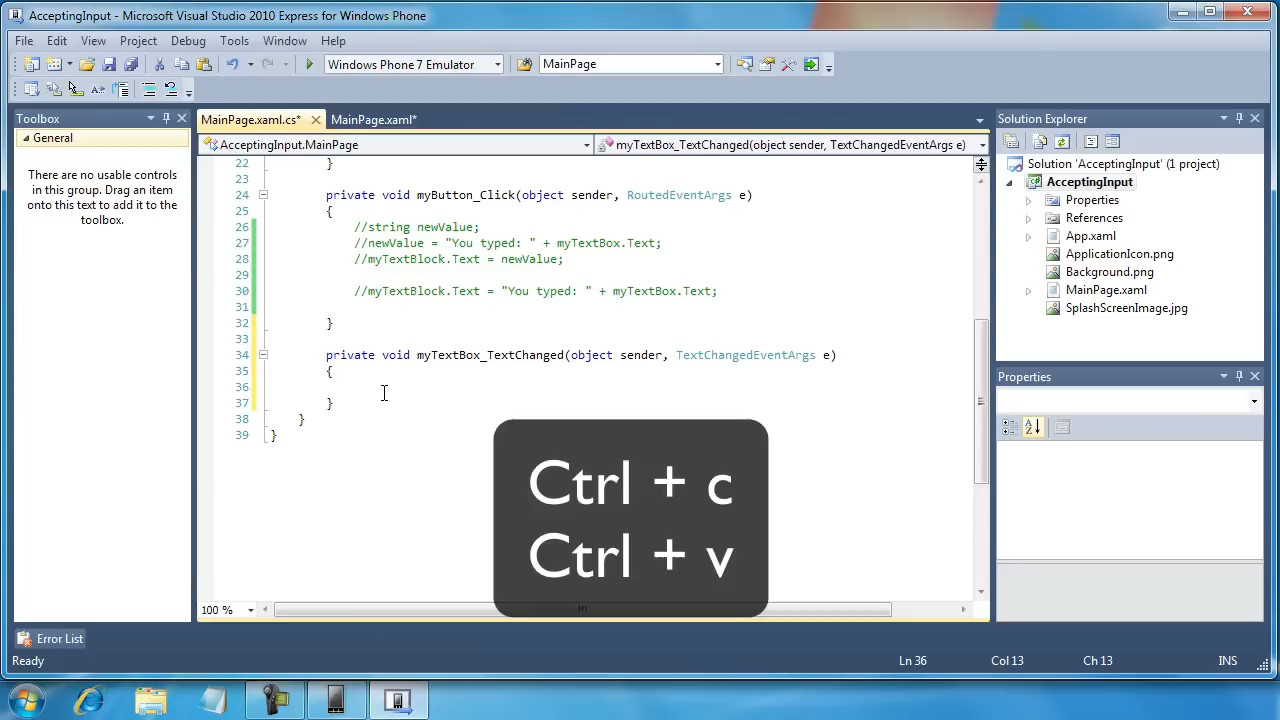 AcceptingInput - Microsoft Visual Studio 2010 Express for Windows Phone
File Edit View Project Debug Tools Window Help
Windows Phone 7 Emulator MainPage
Toolbox
General
There are no usable controls
in this group. Drag an item
onto this text to add it to the
toolbox.
MainPage.xaml.cs* MainPage.xaml*
AcceptingInput.MainPage myTextBox_TextChanged(object sender, TextChangedEventArgs e)
22 }
23
24 private void myButton_Click(object sender, RoutedEventArgs e)
25 {
26 //string newValue;
27 //newValue = "You typed: " + myTextBox.Text;
28 //myTextBlock.Text = newValue;
29
30 //myTextBlock.Text = "You typed: " + myTextBox.Text;
31
32 }
33
34 private void myTextBox_TextChanged(object sender, TextChangedEventArgs e)
35 {
36
37 }
38 }
39 }
Ctrl + c
Ctrl + v
100 %
Solution Explorer
Solution 'AcceptingInput' (1 project)
AcceptingInput
Properties
References
App.xaml
ApplicationIcon.png
Background.png
MainPage.xaml
SplashScreenImage.jpg
Properties
Error List
Ready Ln 36 Col 13 Ch 13 INS